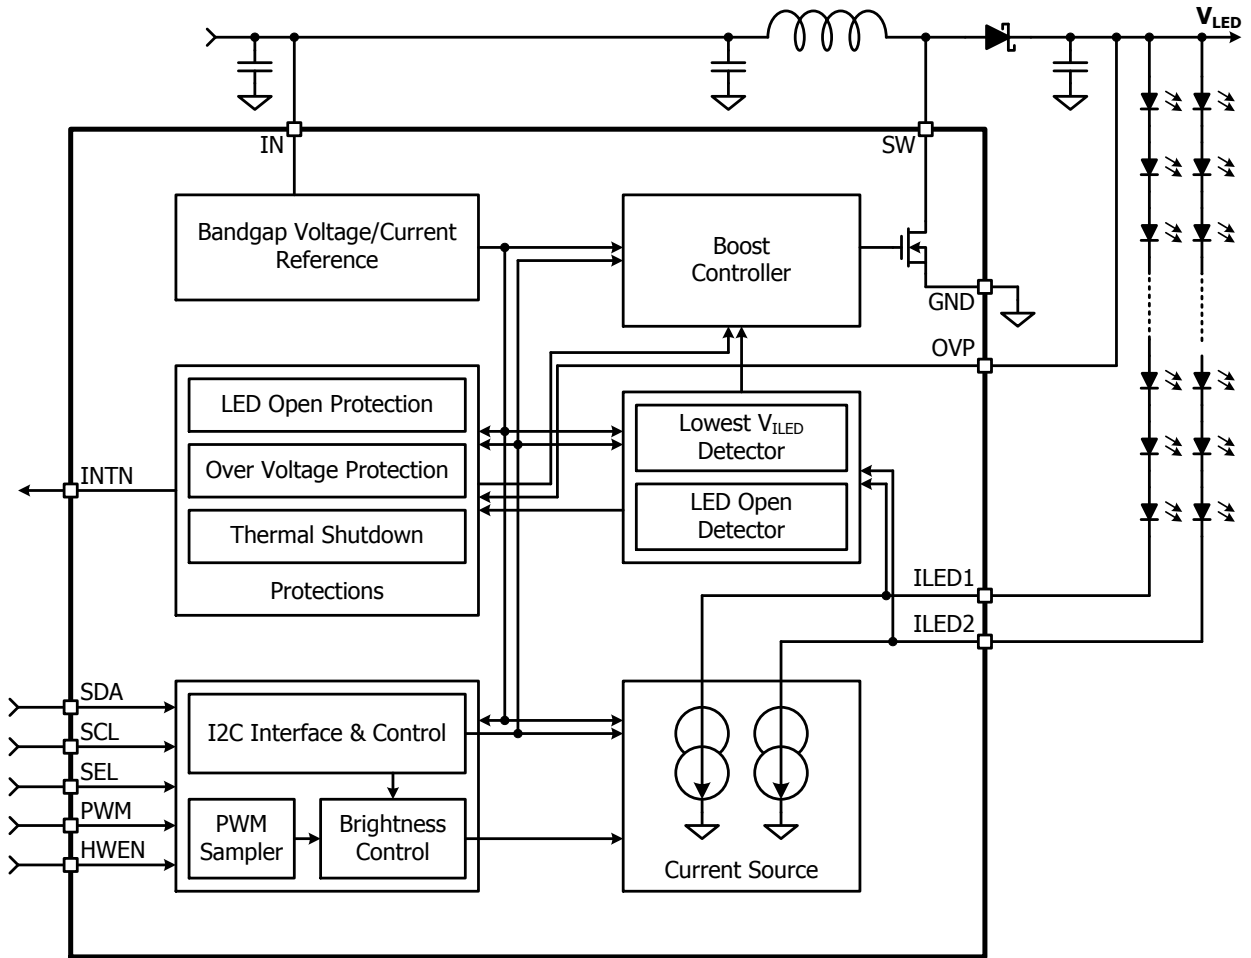 V_LED
IN
SW
Bandgap Voltage/Current
Reference
Boost
Controller
GND
OVP
LED Open Protection
Over Voltage Protection
Thermal Shutdown
Protections
Lowest V_ILED
Detector
LED Open
Detector
INTN
ILED1
ILED2
SDA
SCL
SEL
PWM
HWEN
I2C Interface & Control
PWM
Sampler
Brightness
Control
Current Source